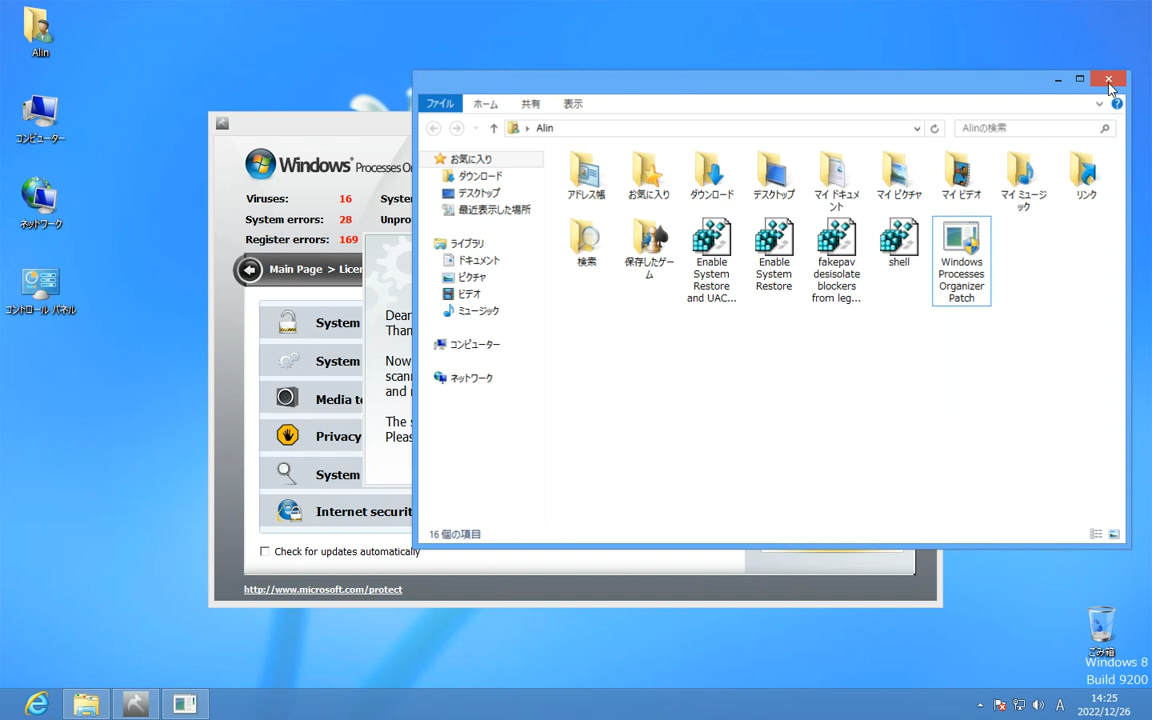 Alin
コンピューター
ネットワーク
コントロール パネル
Windows Processes Or
Viruses: 16 Syste
System errors: 28 Unpro
Register errors: 169
Main Page > Licen
System
System
Media to
Privacy
System
Internet securit
Check for updates automatically
http://www.microsoft.com/protect
Dear
Than
Now
scan
and r
The s
Pleas
ファイル ホーム 共有 表示
Alin
Alinの検索
お気に入り
ダウンロード
デスクトップ
最近表示した場所
ライブラリ
ドキュメント
ピクチャ
ビデオ
ミュージック
コンピューター
ネットワーク
アドレス帳
お気に入り
ダウンロード
デスクトップ
マイ ドキュメ
ント
マイ ピクチャ
マイ ビデオ
マイ ミュージ
ック
リンク
検索
保存したゲー
ム
Enable
System
Restore
and UAC...
Enable
System
Restore
fakepav
desisolate
blockers
from leg...
shell
Windows
Processes
Organizer
Patch
16 個の項目
ごみ箱
Windows 8
Build 9200
A
14:25
2022/12/26